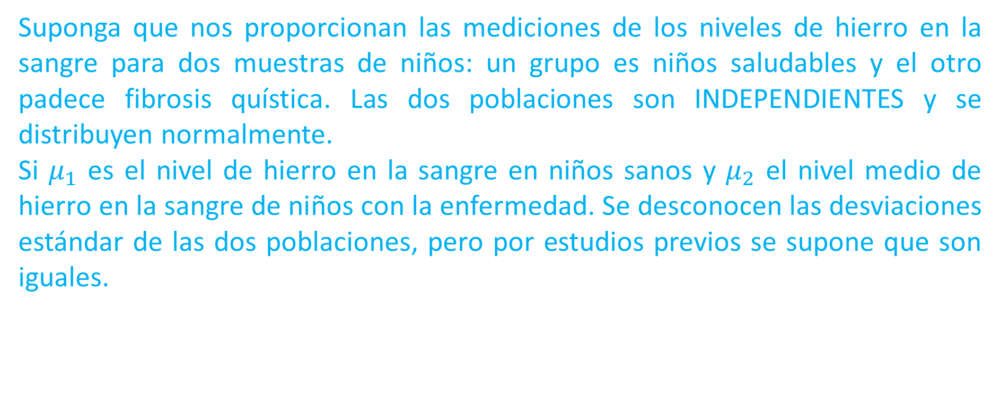 Suponga que nos proporcionan las mediciones de los niveles de hierro en la
sangre para dos muestras de niños: un grupo es niños saludables y el otro
padece fibrosis quística. Las dos poblaciones son INDEPENDIENTES y se
distribuyen normalmente.
Si μ₁ es el nivel de hierro en la sangre en niños sanos y μ₂ el nivel medio de
hierro en la sangre de niños con la enfermedad. Se desconocen las desviaciones
estándar de las dos poblaciones, pero por estudios previos se supone que son
iguales.